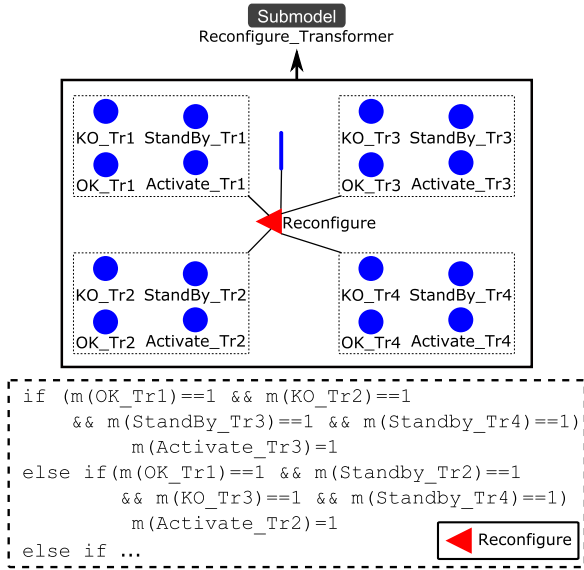 Submodel
Reconfigure_Transformer
KO_Tr1 StandBy_Tr1 KO_Tr3 StandBy_Tr3
OK_Tr1 Activate_Tr1 OK_Tr3 Activate_Tr3
Reconfigure
KO_Tr2 StandBy_Tr2 KO_Tr4 StandBy_Tr4
OK_Tr2 Activate_Tr2 OK_Tr4 Activate_Tr4
if (m(OK_Tr1)==1 && m(KO_Tr2)==1
&& m(StandBy_Tr3)==1 && m(Standby_Tr4)==1)
m(Activate_Tr3)=1
else if(m(OK_Tr1)==1 && m(Standby_Tr2)==1
&& m(KO_Tr3)==1 && m(Standby_Tr4)==1)
m(Activate_Tr2)=1
else if ...
Reconfigure